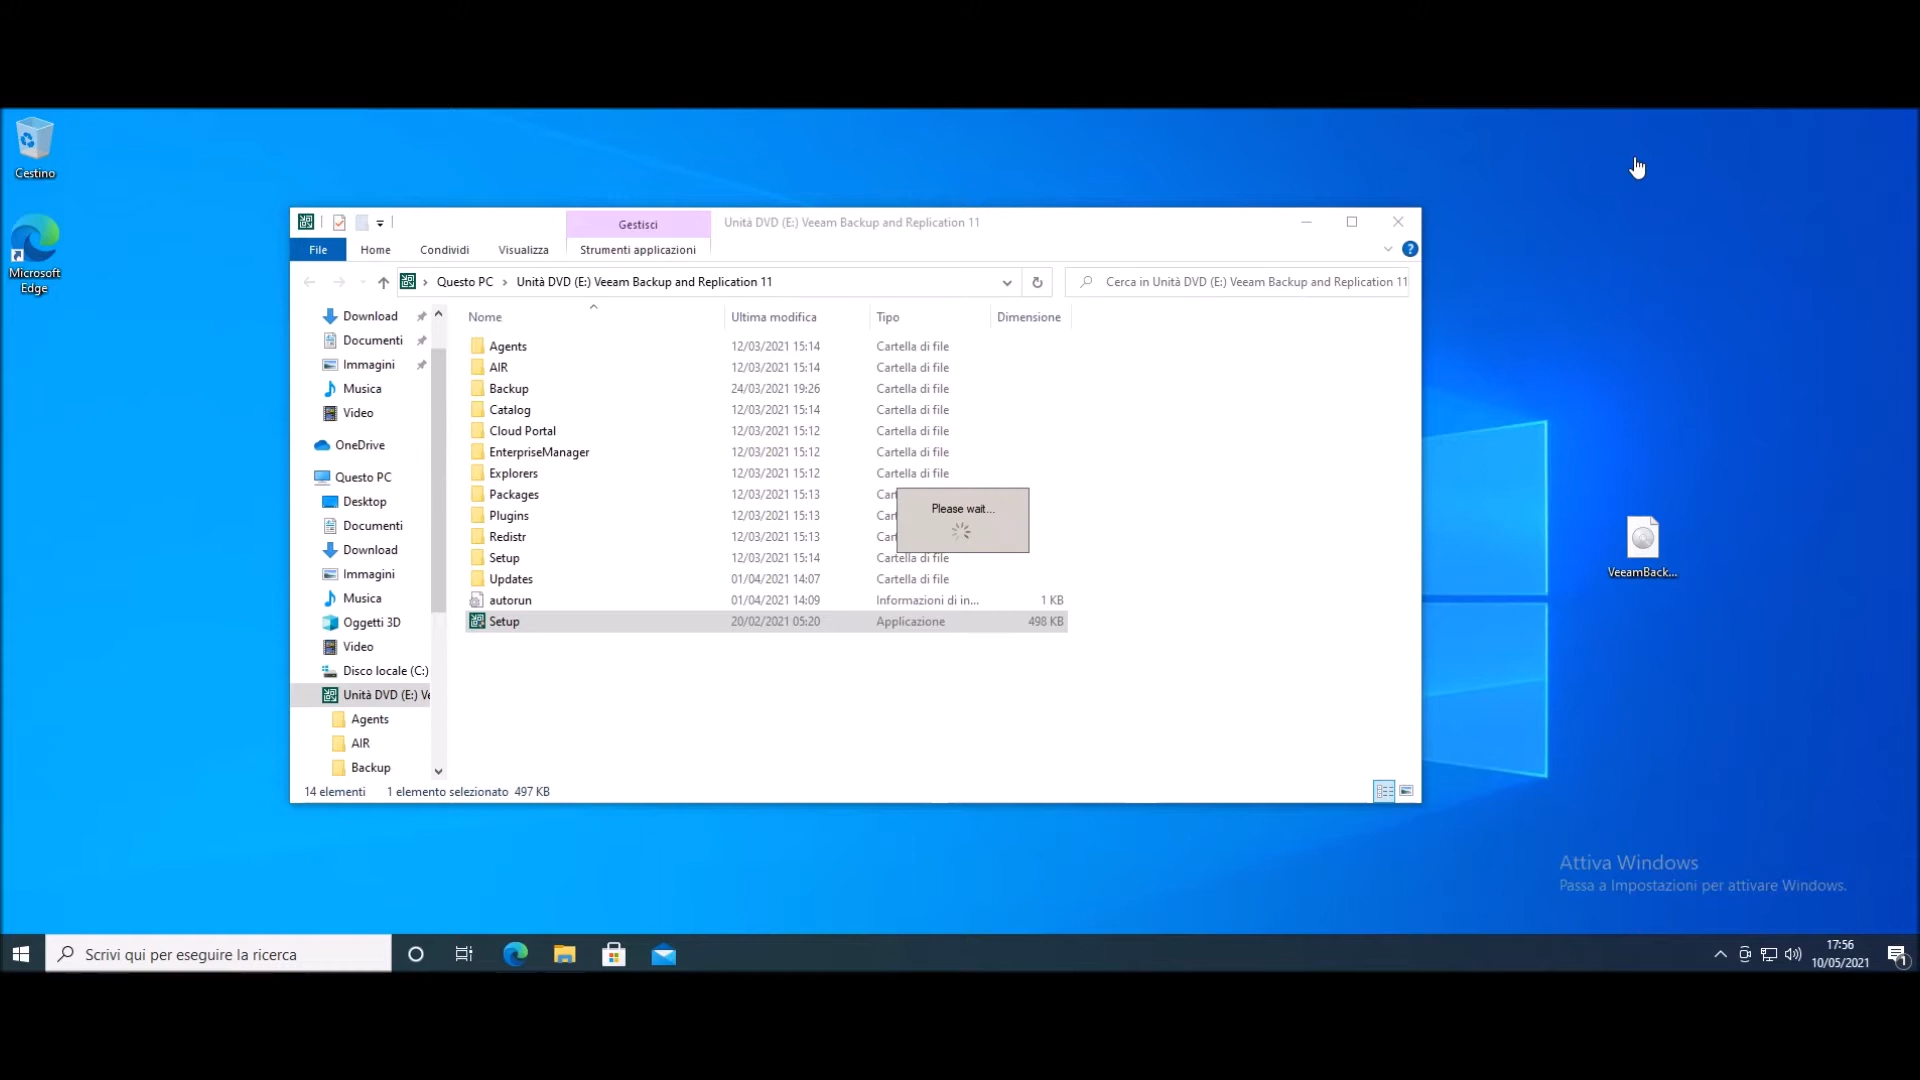 Cestino
Microsoft
Edge
Gestisci
Unità DVD (E:) Veeam Backup and Replication 11
File
Home
Condividi
Visualizza
Strumenti applicazioni
Questo PC
Unità DVD (E:) Veeam Backup and Replication 11
Cerca in Unità DVD (E:) Veeam Backup and Replication 11
Download
Documenti
Immagini
Musica
Video
OneDrive
Questo PC
Desktop
Documenti
Download
Immagini
Musica
Oggetti 3D
Video
Disco locale (C:)
Unità DVD (E:) Ve
Agents
AIR
Backup
Nome Ultima modifica Tipo Dimensione
Agents 12/03/2021 15:14 Cartella di file
AIR 12/03/2021 15:14 Cartella di file
Backup 24/03/2021 19:26 Cartella di file
Catalog 12/03/2021 15:14 Cartella di file
Cloud Portal 12/03/2021 15:12 Cartella di file
EnterpriseManager 12/03/2021 15:12 Cartella di file
Explorers 12/03/2021 15:12 Cartella di file
Packages 12/03/2021 15:13 Cart
Plugins 12/03/2021 15:13 Cart
Redistr 12/03/2021 15:13 Cart
Setup 12/03/2021 15:14 Cartella di file
Updates 01/04/2021 14:07 Cartella di file
autorun 01/04/2021 14:09 Informazioni di in... 1 KB
Setup 20/02/2021 05:20 Applicazione 498 KB
Please wait...
14 elementi 1 elemento selezionato 497 KB
VeeamBack...
Attiva Windows
Passa a Impostazioni per attivare Windows.
Scrivi qui per eseguire la ricerca
17:56
10/05/2021
1